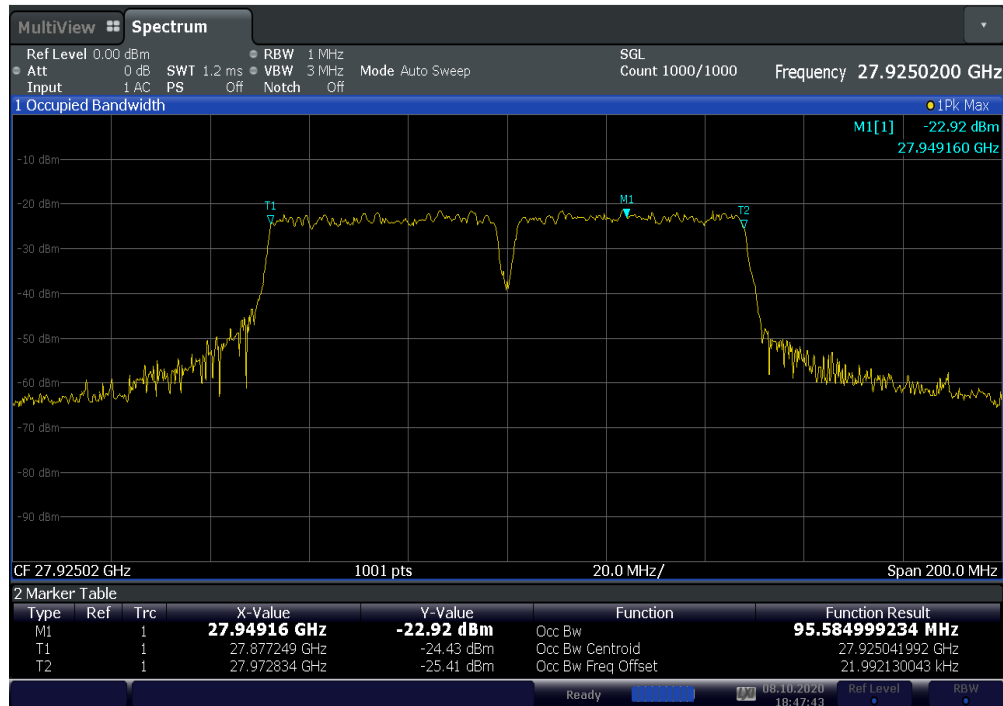 MultiView Spectrum
Ref Level 0.00 dBm RBW 1 MHz SGL
Att 0 dB SWT 1.2 ms VBW 3 MHz Mode Auto Sweep Count 1000/1000 Frequency 27.9250200 GHz
Input 1 AC PS Off Notch Off
1 Occupied Bandwidth 1Pk Max
M1[1] -22.92 dBm
27.949160 GHz
-10 dBm
M1
-20 dBm T1 T2
-30 dBm
-40 dBm
-50 dBm
-60 dBm
-70 dBm
-80 dBm
-90 dBm
CF 27.92502 GHz 1001 pts 20.0 MHz/ Span 200.0 MHz
2 Marker Table
Type Ref Trc X-Value Y-Value Function Function Result
M1 1 27.94916 GHz -22.92 dBm Occ Bw 95.584999234 MHz
T1 1 27.877249 GHz -24.43 dBm Occ Bw Centroid 27.925041992 GHz
T2 1 27.972834 GHz -25.41 dBm Occ Bw Freq Offset 21.992130043 kHz
Ready 08.10.2020 Ref Level RBW
18:47:43